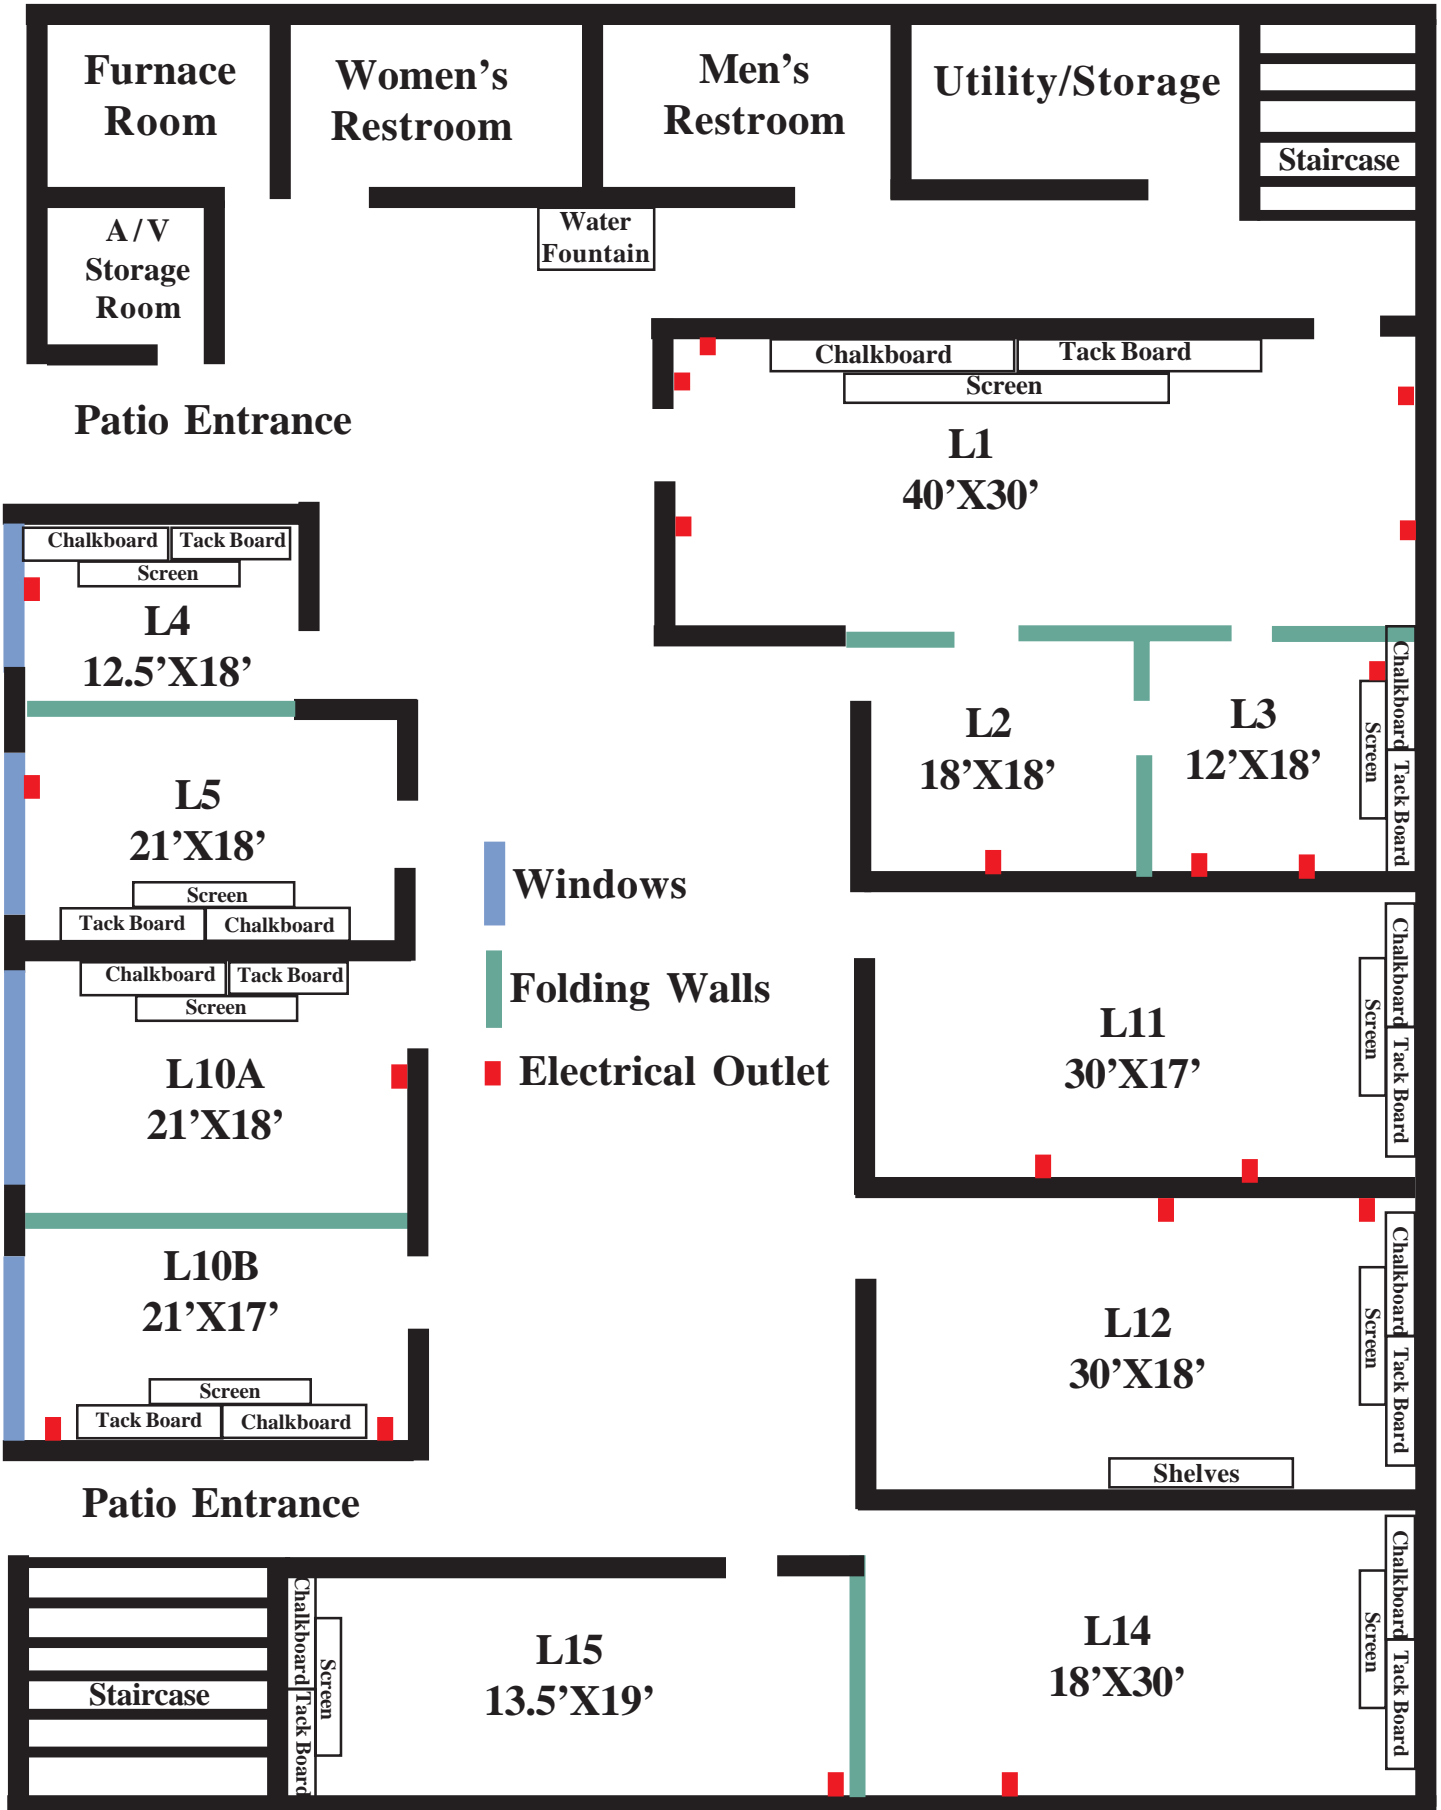 Furnace
Room
Women's
Restroom
Men's
Restroom
Utility/Storage
Staircase
A/V
Storage
Room
Water
Fountain
Patio Entrance
Chalkboard
Tack Board
Screen
L1
40'X30'
Chalkboard
Tack Board
Screen
L4
12.5'X18'
L2
18'X18'
L3
12'X18'
Chalkboard
Tack Board
Screen
L5
21'X18'
Screen
Tack Board
Chalkboard
Windows
Folding Walls
Electrical Outlet
Chalkboard
Tack Board
Screen
L10A
21'X18'
L11
30'X17'
Chalkboard
Tack Board
Screen
L10B
21'X17'
Screen
Tack Board
Chalkboard
L12
30'X18'
Chalkboard
Tack Board
Screen
Shelves
Patio Entrance
Staircase
Chalkboard
Tack Board
Screen
L15
13.5'X19'
L14
18'X30'
Chalkboard
Tack Board
Screen